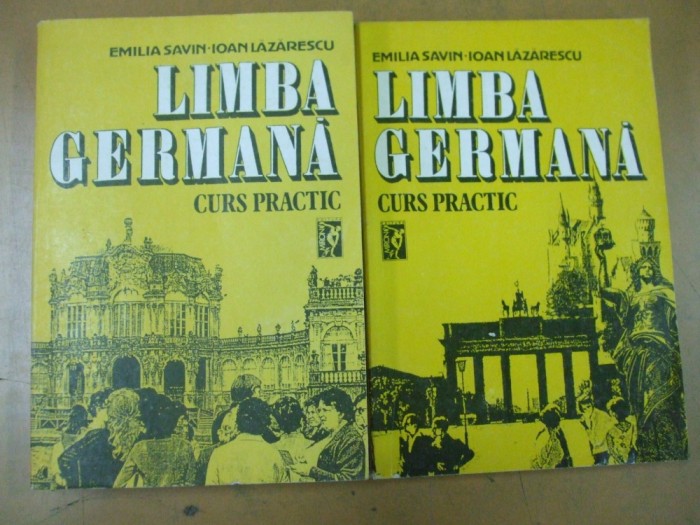 EMILIA SAVIN·IOAN LĂZĂRESCU
LIMBA
GERMANĂ
CURS PRACTIC
EMILIA SAVIN·IOAN LĂZĂRESCU
LIMBA
GERMANĂ
CURS PRACTIC